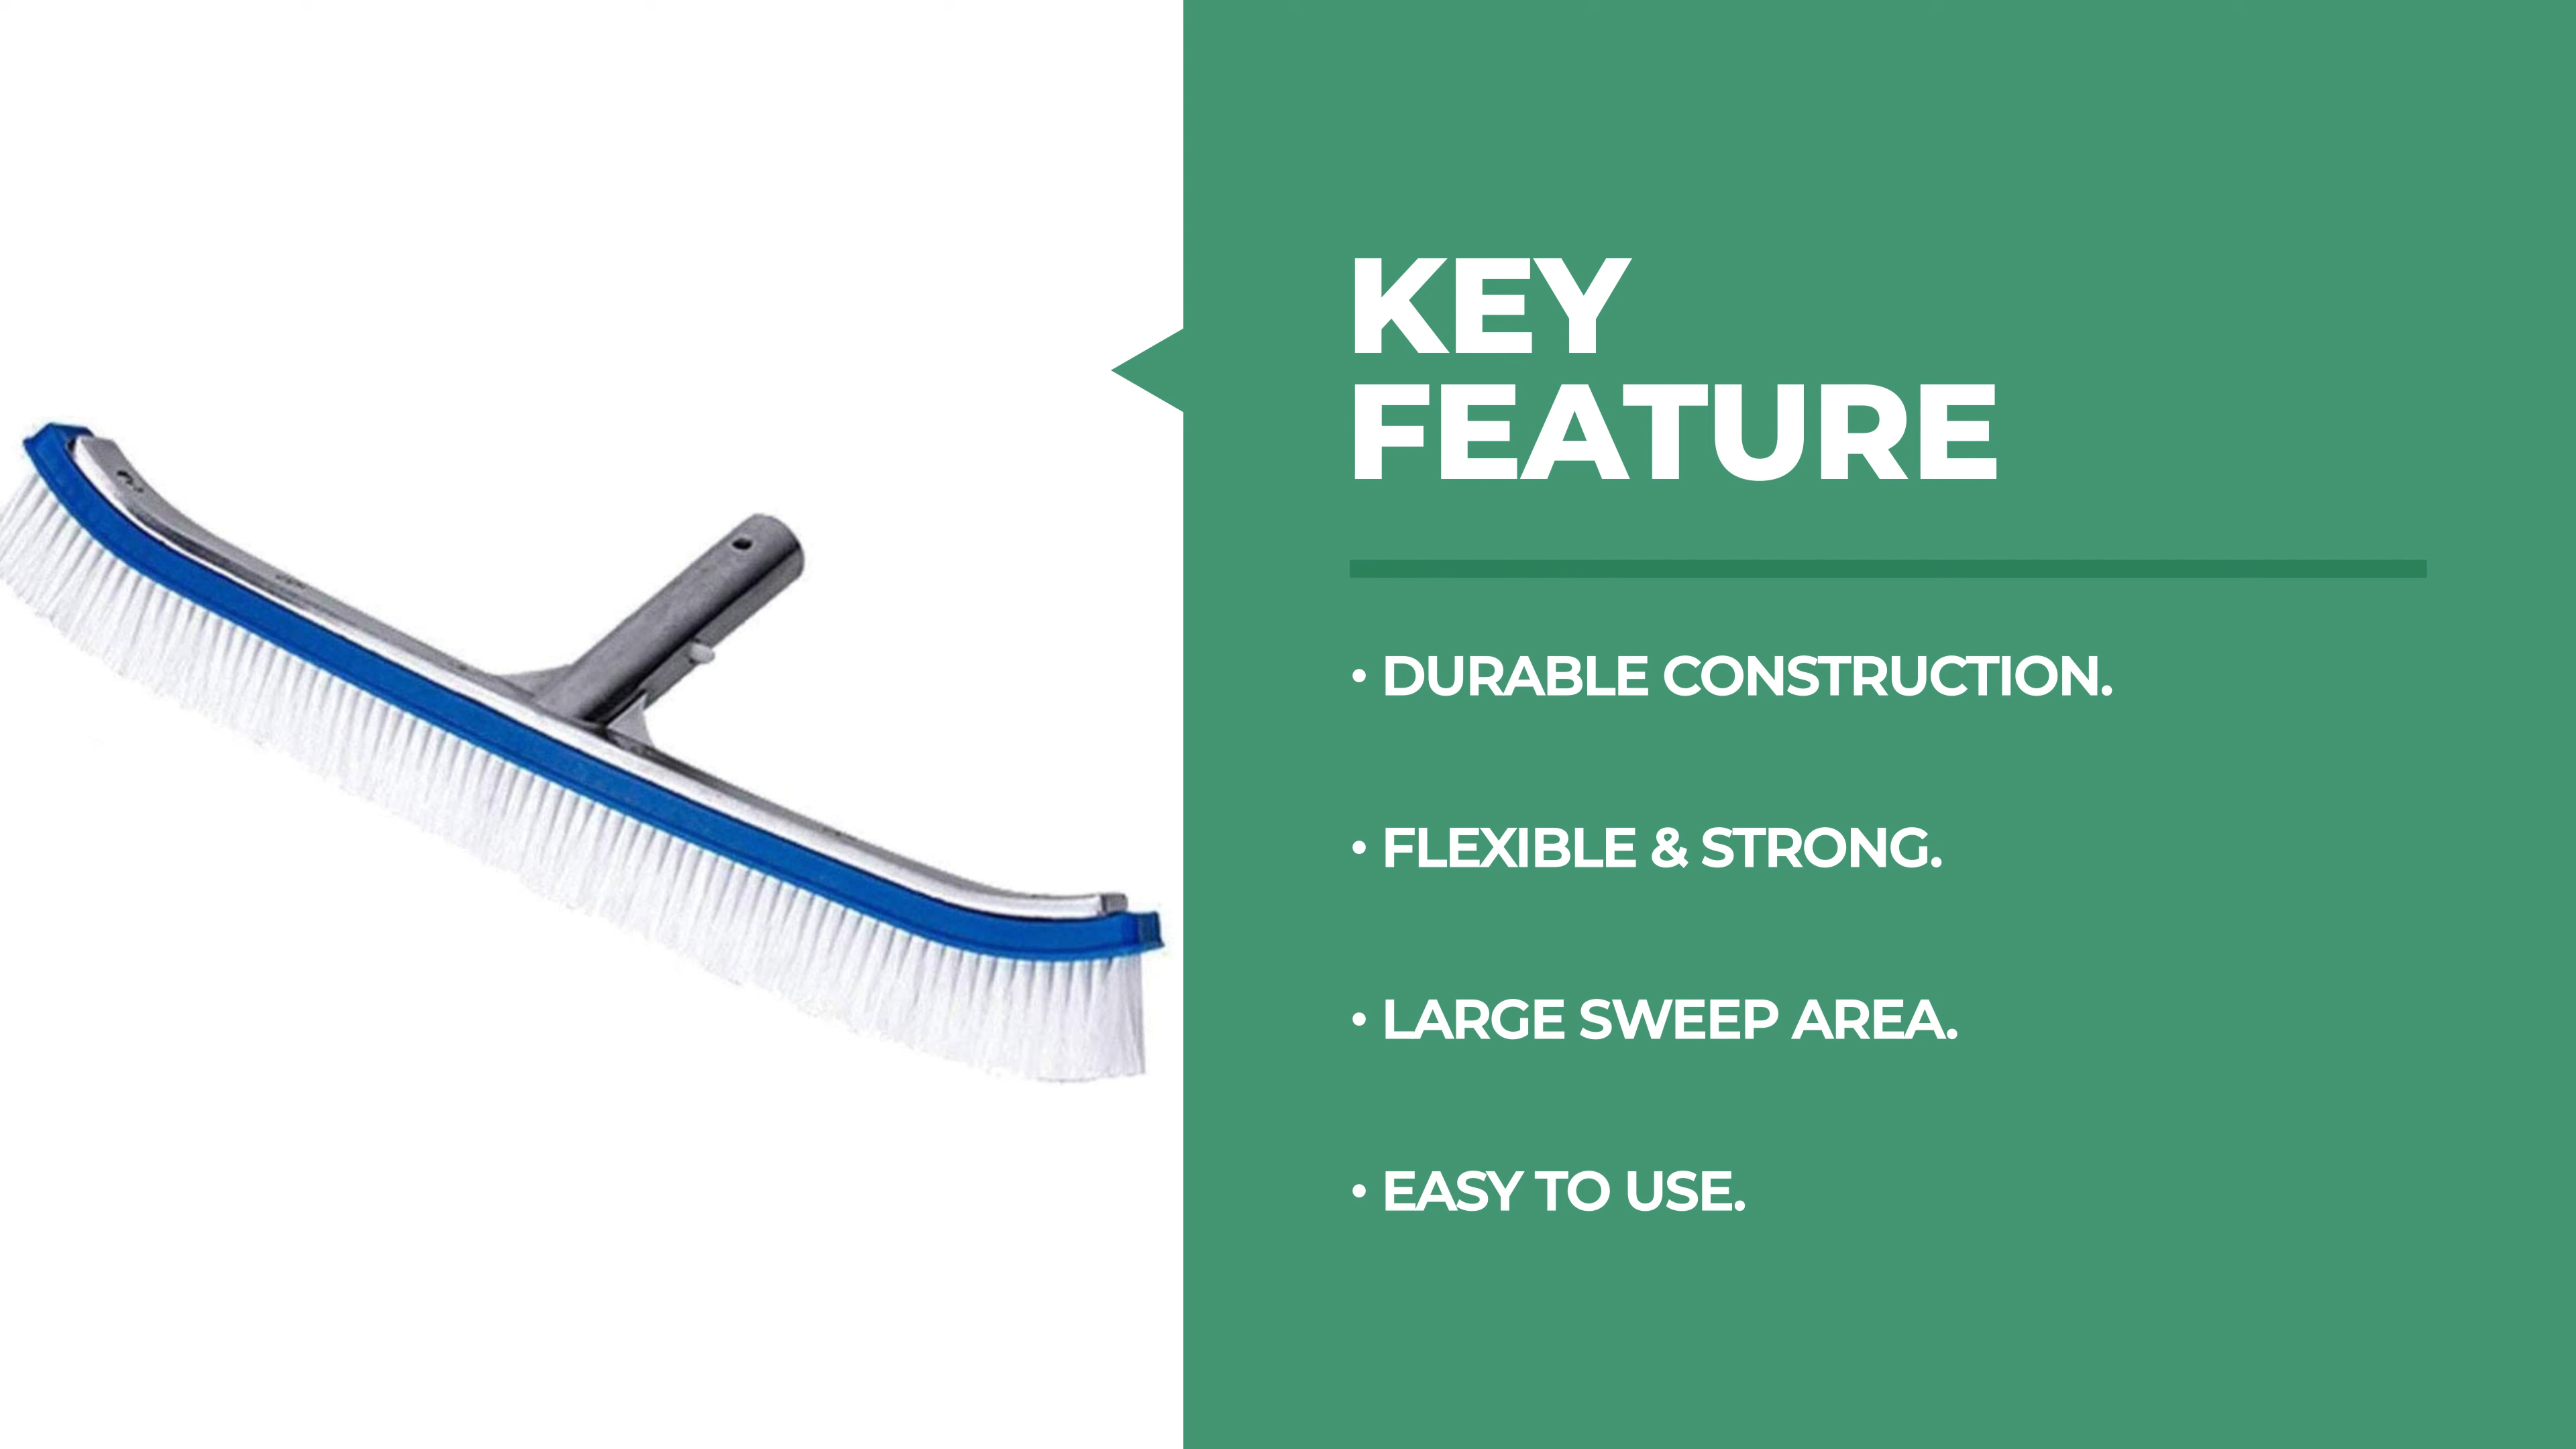 KEY
FEATURE
• DURABLE CONSTRUCTION.
• FLEXIBLE & STRONG.
• LARGE SWEEP AREA.
• EASY TO USE.